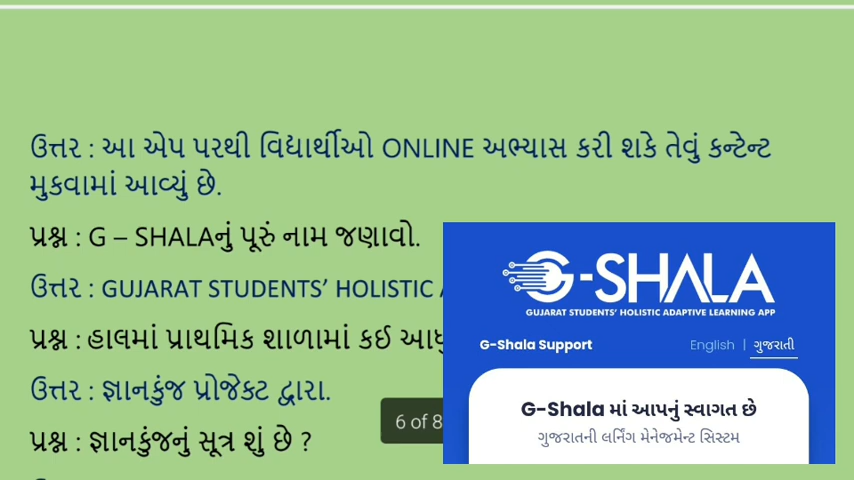 ઉત્તર : આ એપ પરથી વિદ્યાર્થીઓ ONLINE અભ્યાસ કરી શકે તેવું કન્ટેન્ટ
મુકવામાં આવ્યું છે.
પ્રશ્ન : G – SHALAનું પૂરું નામ જણાવો.
ઉત્તર : GUJARAT STUDENTS’ HOLISTIC
પ્રશ્ન : હાલમાં પ્રાથમિક શાળામાં કઈ
ઉત્તર : જ્ઞાનકુંજ પ્રોજેક્ટ દ્વારા.
પ્રશ્ન : જ્ઞાનકુંજનું સૂત્ર શું છે ?
6 of 8
G-SHALA
GUJARAT STUDENTS’ HOLISTIC ADAPTIVE LEARNING APP
G-Shala Support English | ગુજરાતી
G-Shala માં આપનું સ્વાગત છે
ગુજરાતની લર્નિંગ મેનેજમેન્ટ સિસ્ટમ